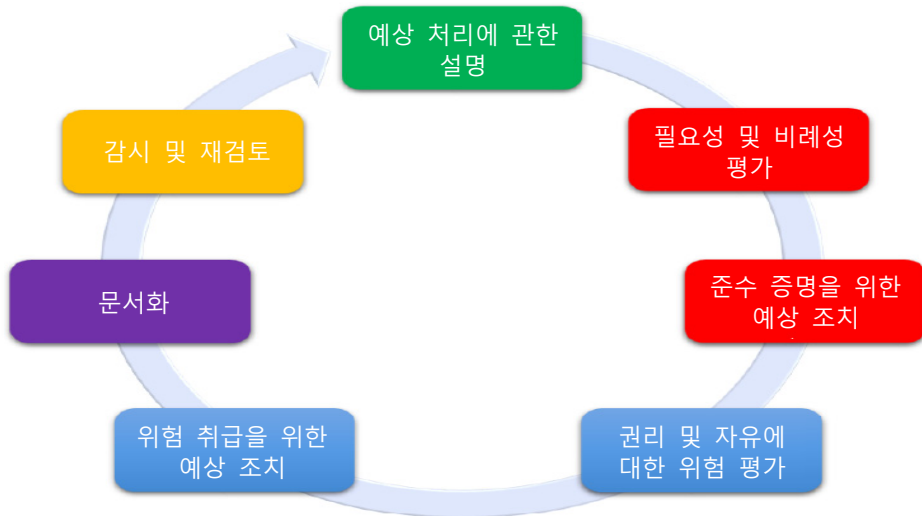 예상 처리에 관한
설명
필요성 및 비례성
평가
준수 증명을 위한
예상 조치
권리 및 자유에
대한 위험 평가
위험 취급을 위한
예상 조치
문서화
감시 및 재검토